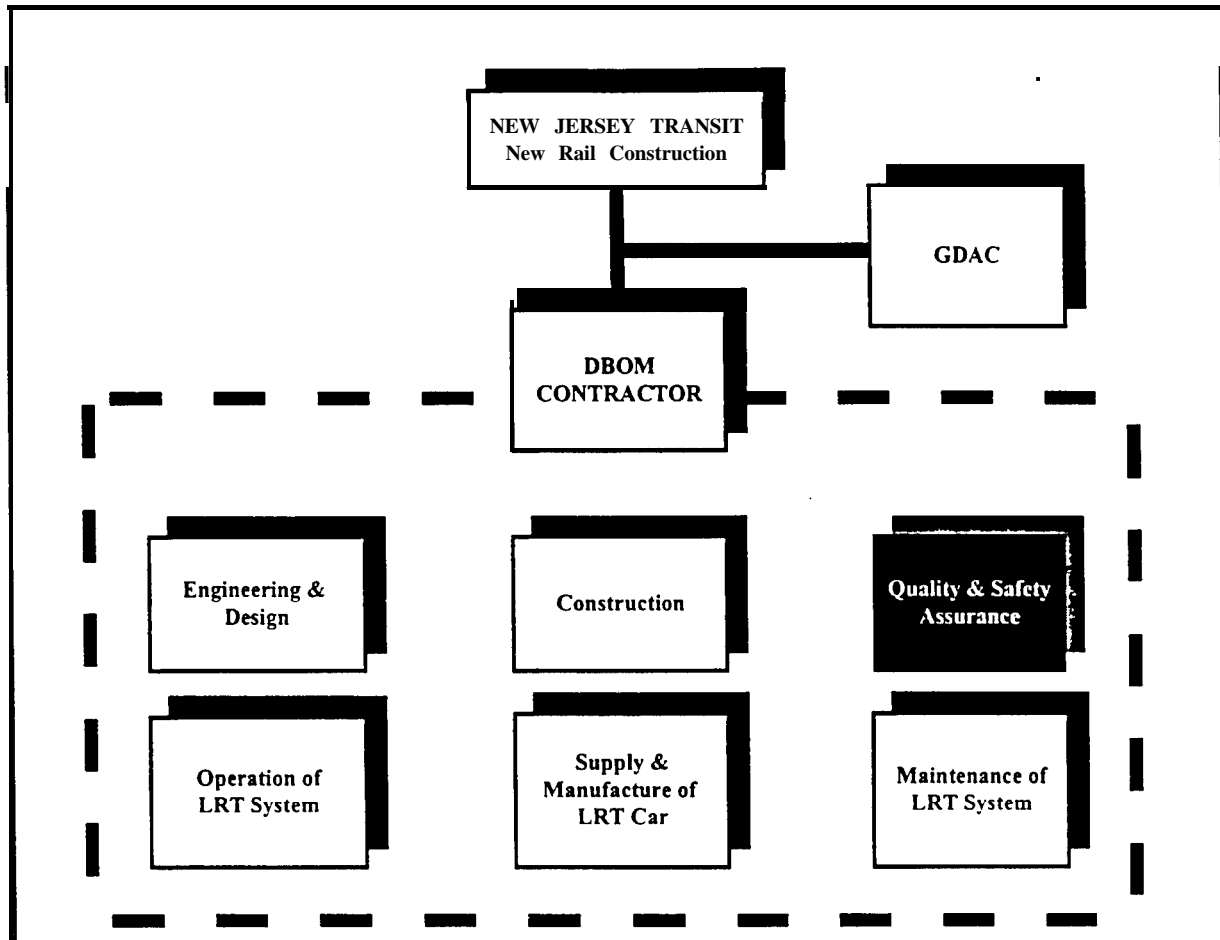 NEW JERSEY TRANSIT
New Rail Construction
GDAC
DBOM
CONTRACTOR
Engineering &
Design
Construction
Quality & Safety
Assurance
Operation of
LRT System
Supply &
Manufacture of
LRT Car
Maintenance of
LRT System